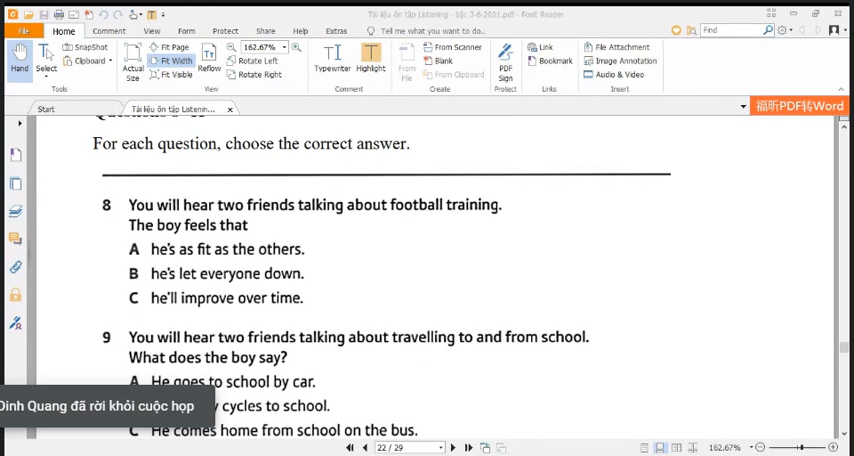 Tài liệu ôn tập Listening - bậc 3-6-2021.pdf - Foxit Reader
File Home Comment View Form Protect Share Help Extras Tell me what you want to do.. Find
Hand
Select
SnapShot
Clipboard
Actual Size
Fit Page
Fit Width
Fit Visible
Reflow
162.67%
Rotate Left
Rotate Right
Typewriter
Highlight
From File
From Scanner
Blank
From Clipboard
PDF Sign
Link
Bookmark
File Attachment
Image Annotation
Audio & Video
Tools View Comment Create Protect Links Insert
Start Tài liệu ôn tập Listenin... 福昕PDF转Word
For each question, choose the correct answer.
8 You will hear two friends talking about football training.
The boy feels that
A he's as fit as the others.
B he's let everyone down.
C he'll improve over time.
9 You will hear two friends talking about travelling to and from school.
What does the boy say?
A He goes to school by car.
cycles to school.
C He comes home from school on the bus.
Dinh Quang đã rời khỏi cuộc họp
22 / 29 162.67%